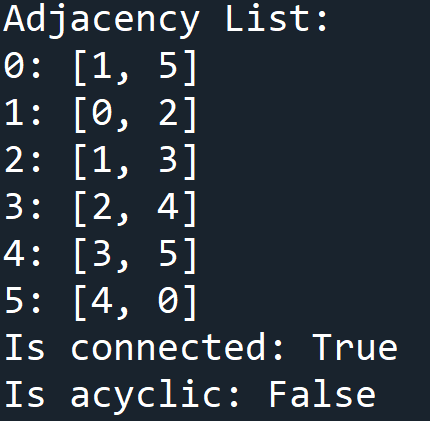 Adjacency List:
0: [1, 5]
1: [0, 2]
2: [1, 3]
3: [2, 4]
4: [3, 5]
5: [4, 0]
Is connected: True
Is acyclic: False